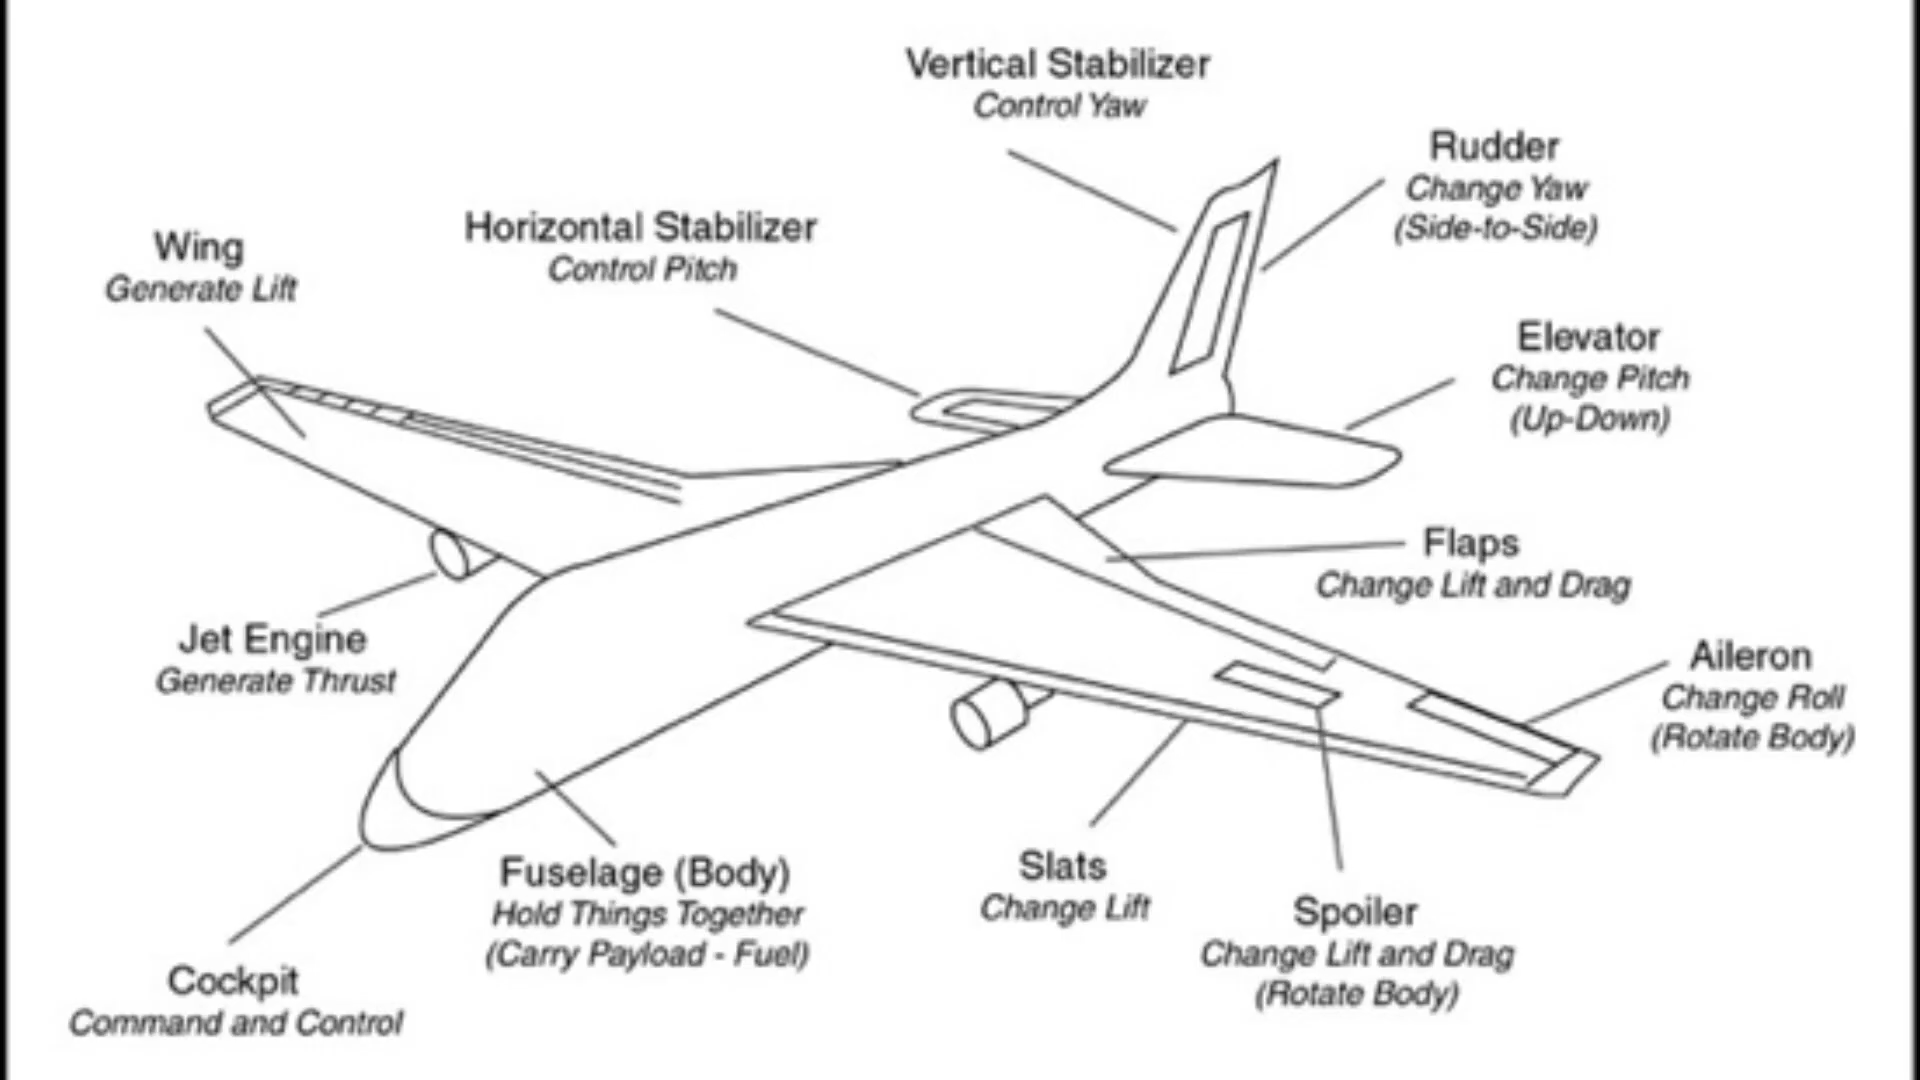 Vertical Stabilizer
Control Yaw
Rudder
Change Yaw
(Side-to-Side)
Horizontal Stabilizer
Control Pitch
Wing
Generate Lift
Elevator
Change Pitch
(Up-Down)
Flaps
Change Lift and Drag
Jet Engine
Generate Thrust
Aileron
Change Roll
(Rotate Body)
Fuselage (Body)
Hold Things Together
(Carry Payload - Fuel)
Slats
Change Lift
Spoiler
Change Lift and Drag
(Rotate Body)
Cockpit
Command and Control